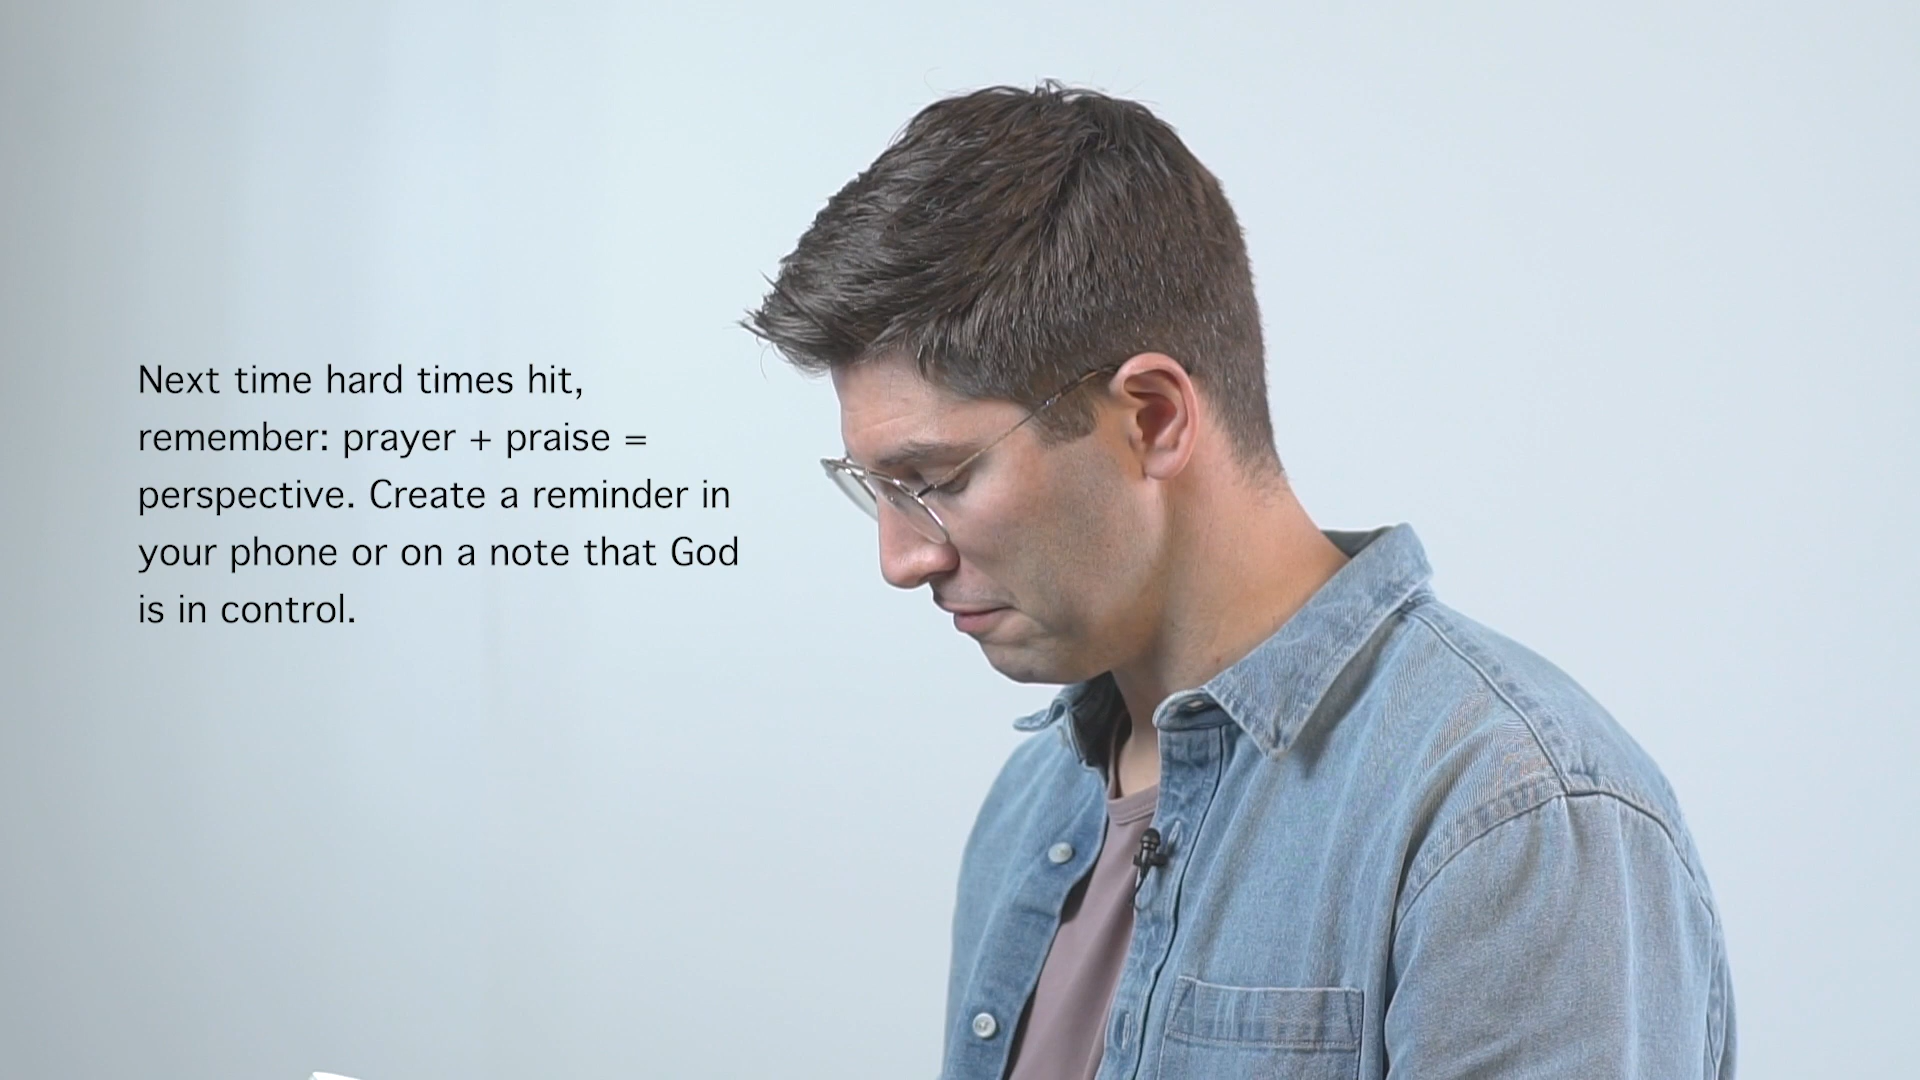 Next time hard times hit,
remember: prayer + praise =
perspective. Create a reminder in
your phone or on a note that God
is in control.